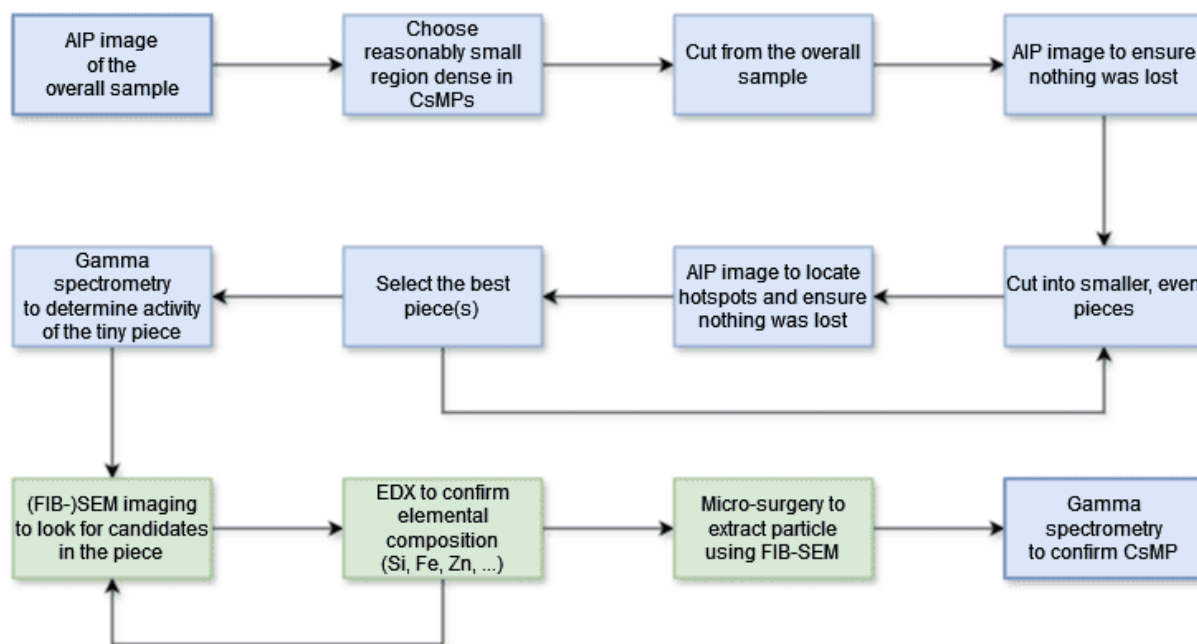 AIP image
of the
overall sample
Choose
reasonably small
region dense in
CsMPs
Cut from the overall
sample
AIP image to ensure
nothing was lost
Gamma
spectrometry
to determine activity
of the tiny piece
Select the best
piece(s)
AIP image to locate
hotspots and ensure
nothing was lost
Cut into smaller, even
pieces
(FIB-)SEM imaging
to look for candidates
in the piece
EDX to confirm
elemental
composition
(Si, Fe, Zn, ...)
Micro-surgery to
extract particle
using FIB-SEM
Gamma
spectrometry
to confirm CsMP